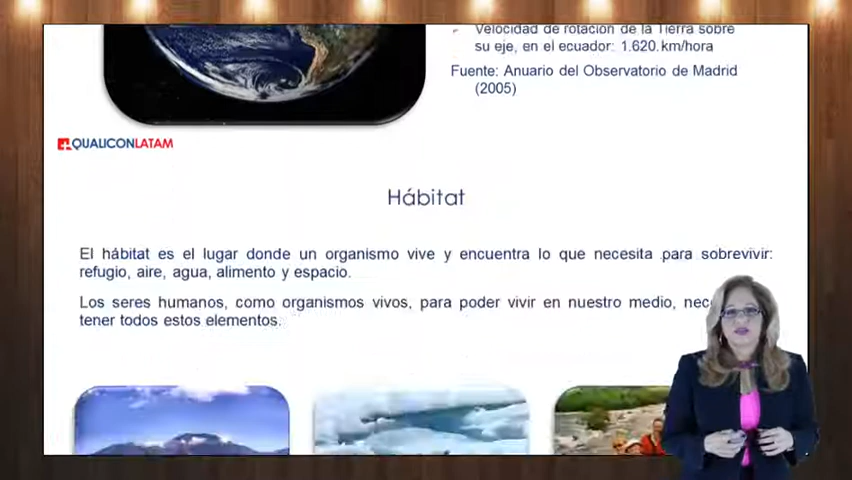 Velocidad de rotación de la Tierra sobre
su eje, en el ecuador: 1.620.km/hora
Fuente: Anuario del Observatorio de Madrid
(2005)
QUALICONLATAM
Hábitat
El hábitat es el lugar donde un organismo vive y encuentra lo que necesita para sobrevivir:
refugio, aire, agua, alimento y espacio.
Los seres humanos, como organismos vivos, para poder vivir en nuestro medio,
tener todos estos elementos.